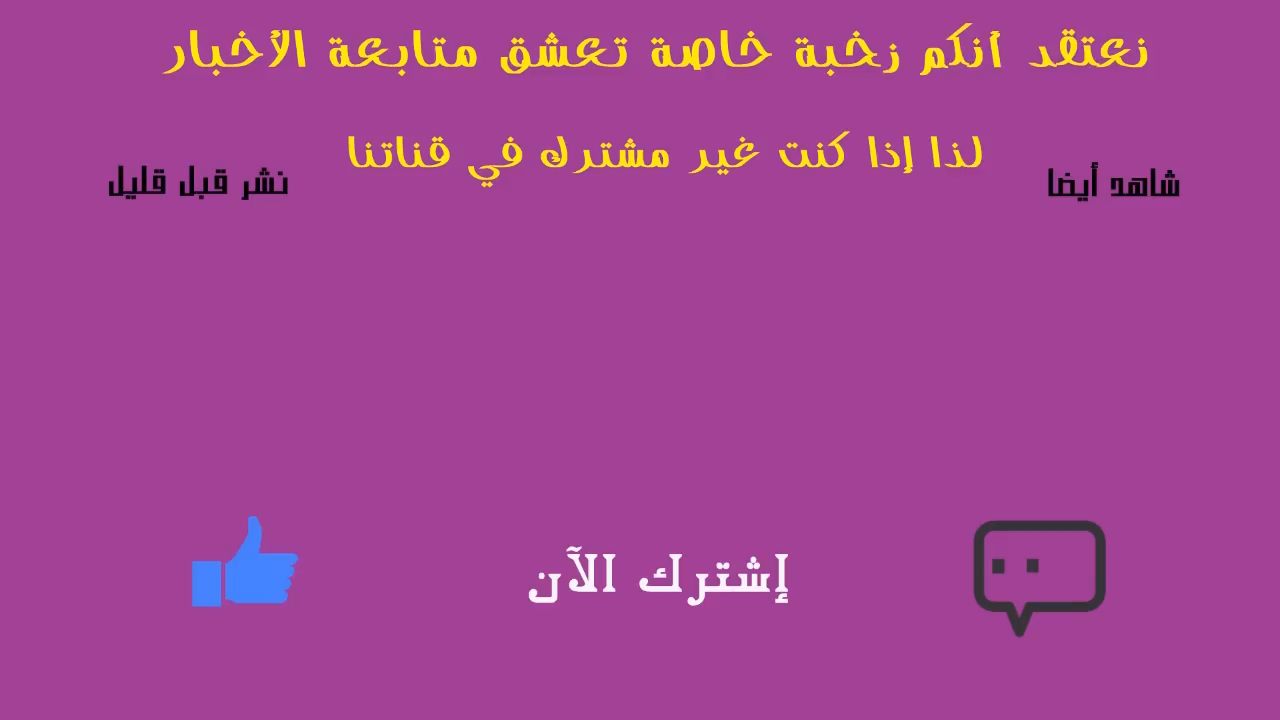 نعتقد أنكم نخبة خاصة تعشق متابعة الأخبار
لذا إذا كنت غير مشترك في قناتنا
شاهد أيضا
نشر قبل قليل
إشترك الآن